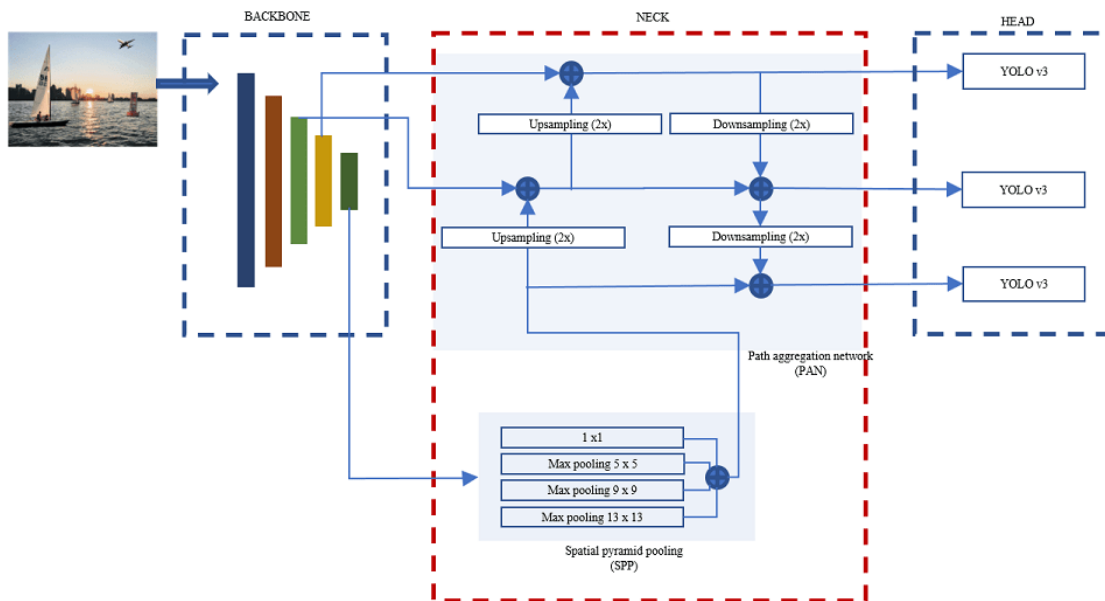 BACKBONE
NECK
HEAD
YOLO v3
Upsampling (2x)
Downsampling (2x)
YOLO v3
Upsampling (2x)
Downsampling (2x)
YOLO v3
Path aggregation network
(PAN)
1 x1
Max pooling 5 x 5
Max pooling 9 x 9
Max pooling 13 x 13
Spatial pyramid pooling
(SPP)